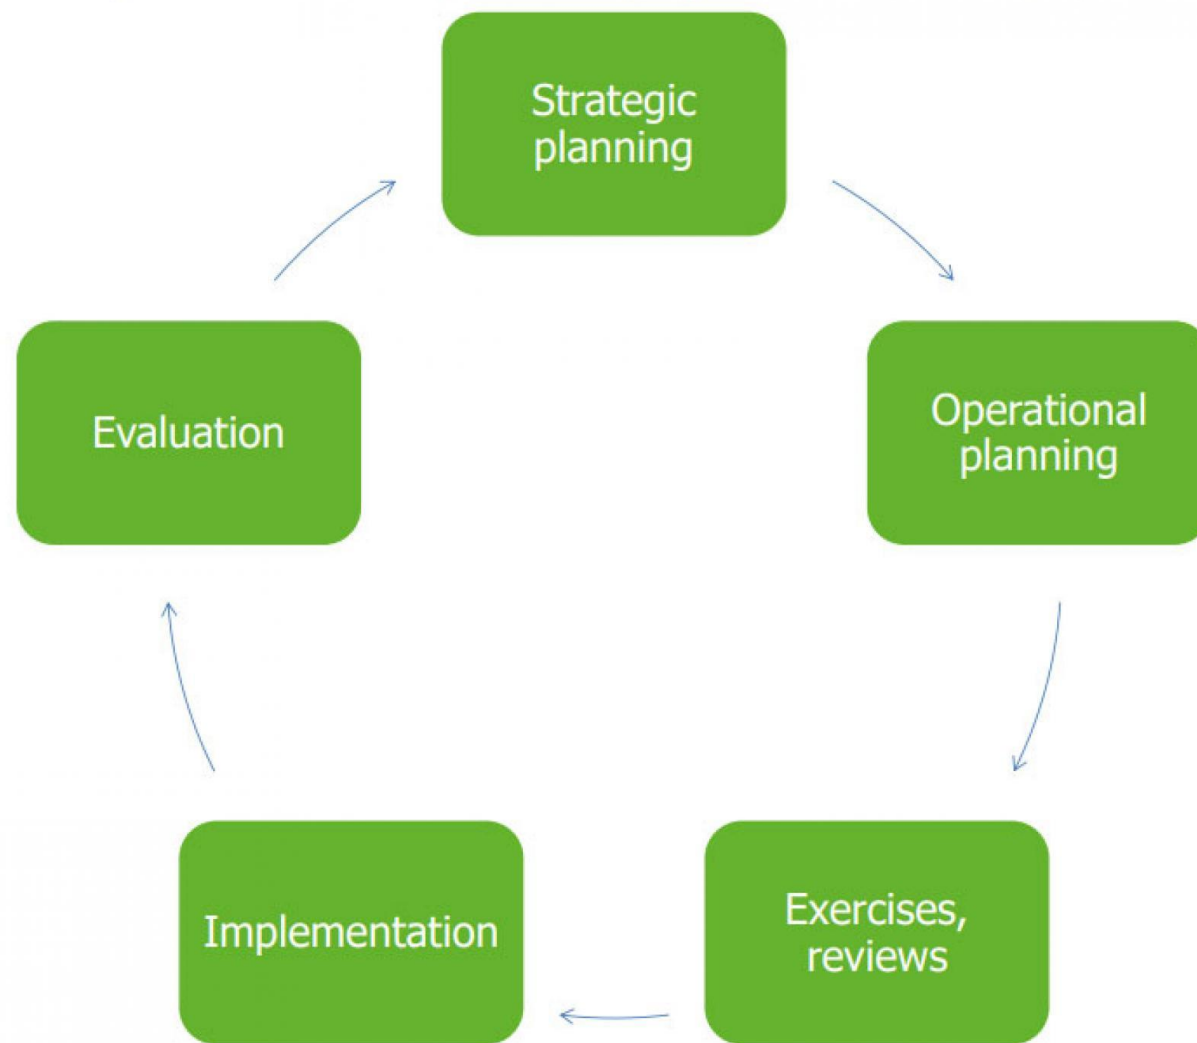 Strategic
planning
Operational
planning
Exercises,
reviews
Implementation
Evaluation